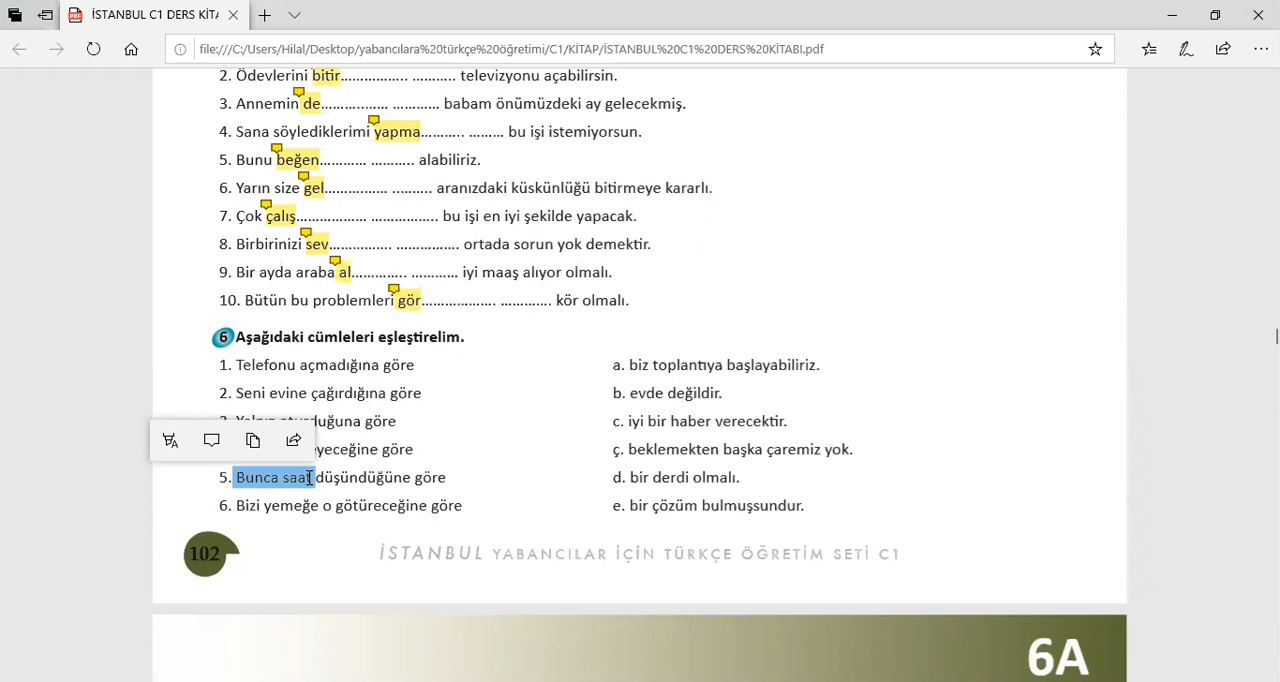 İSTANBUL C1 DERS KİTA
file:///C:/Users/Hilal/Desktop/yabancılara%20türkçe%20öğretimi/C1/KİTAP/İSTANBUL%20C1%20DERS%20KİTABI.pdf
2. Ödevlerini bitir................. ........... televizyonu açabilirsin.
3. Annemin de................. ............ babam önümüzdeki ay gelecekmiş.
4. Sana söylediklerimi yapma........... ......... bu işi istemiyorsun.
5. Bunu beğen............ ........... alabiliriz.
6. Yarın size gel................ .......... aranızdaki küskünlüğü bitirmeye kararlı.
7. Çok çalış.................. ................. bu işi en iyi şekilde yapacak.
8. Birbirinizi sev................ ................ ortada sorun yok demektir.
9. Bir ayda araba al.............. ............ iyi maaş alıyor olmalı.
10. Bütün bu problemleri gör................... ............. kör olmalı.
6 Aşağıdaki cümleleri eşleştirelim.
1. Telefonu açmadığına göre a. biz toplantıya başlayabiliriz.
2. Seni evine çağırdığına göre b. evde değildir.
duğuna göre c. iyi bir haber verecektir.
eyeceğine göre ç. beklemekten başka çaremiz yok.
5. Bunca saat düşündüğüne göre d. bir derdi olmalı.
6. Bizi yemeğe o götüreceğine göre e. bir çözüm bulmuşsundur.
102 İSTANBUL YABANCILAR İÇİN TÜRKÇE ÖĞRETİM SETİ C1
6A